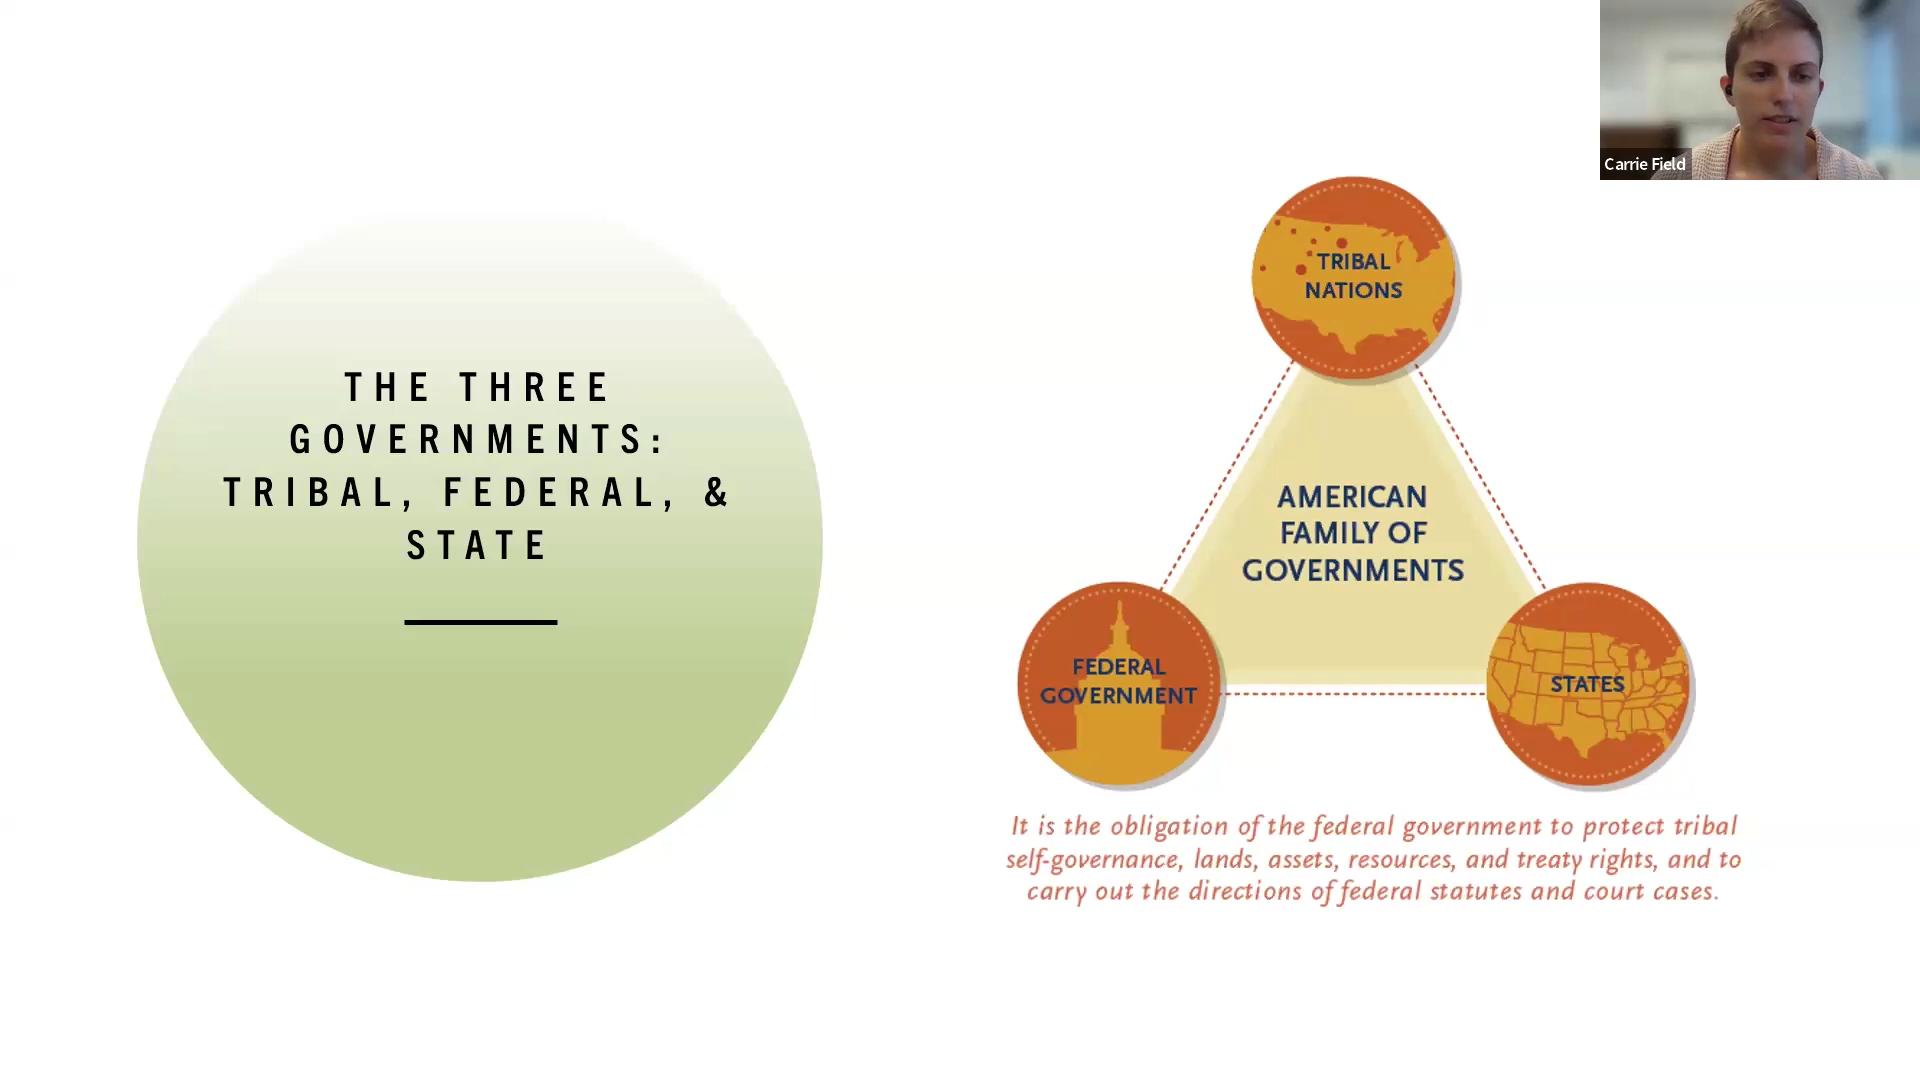 THE THREE
GOVERNMENTS:
TRIBAL, FEDERAL, &
STATE
TRIBAL
NATIONS
AMERICAN
FAMILY OF
GOVERNMENTS
FEDERAL
GOVERNMENT
STATES
It is the obligation of the federal government to protect tribal
self-governance, lands, assets, resources, and treaty rights, and to
carry out the directions of federal statutes and court cases.
Carrie Field